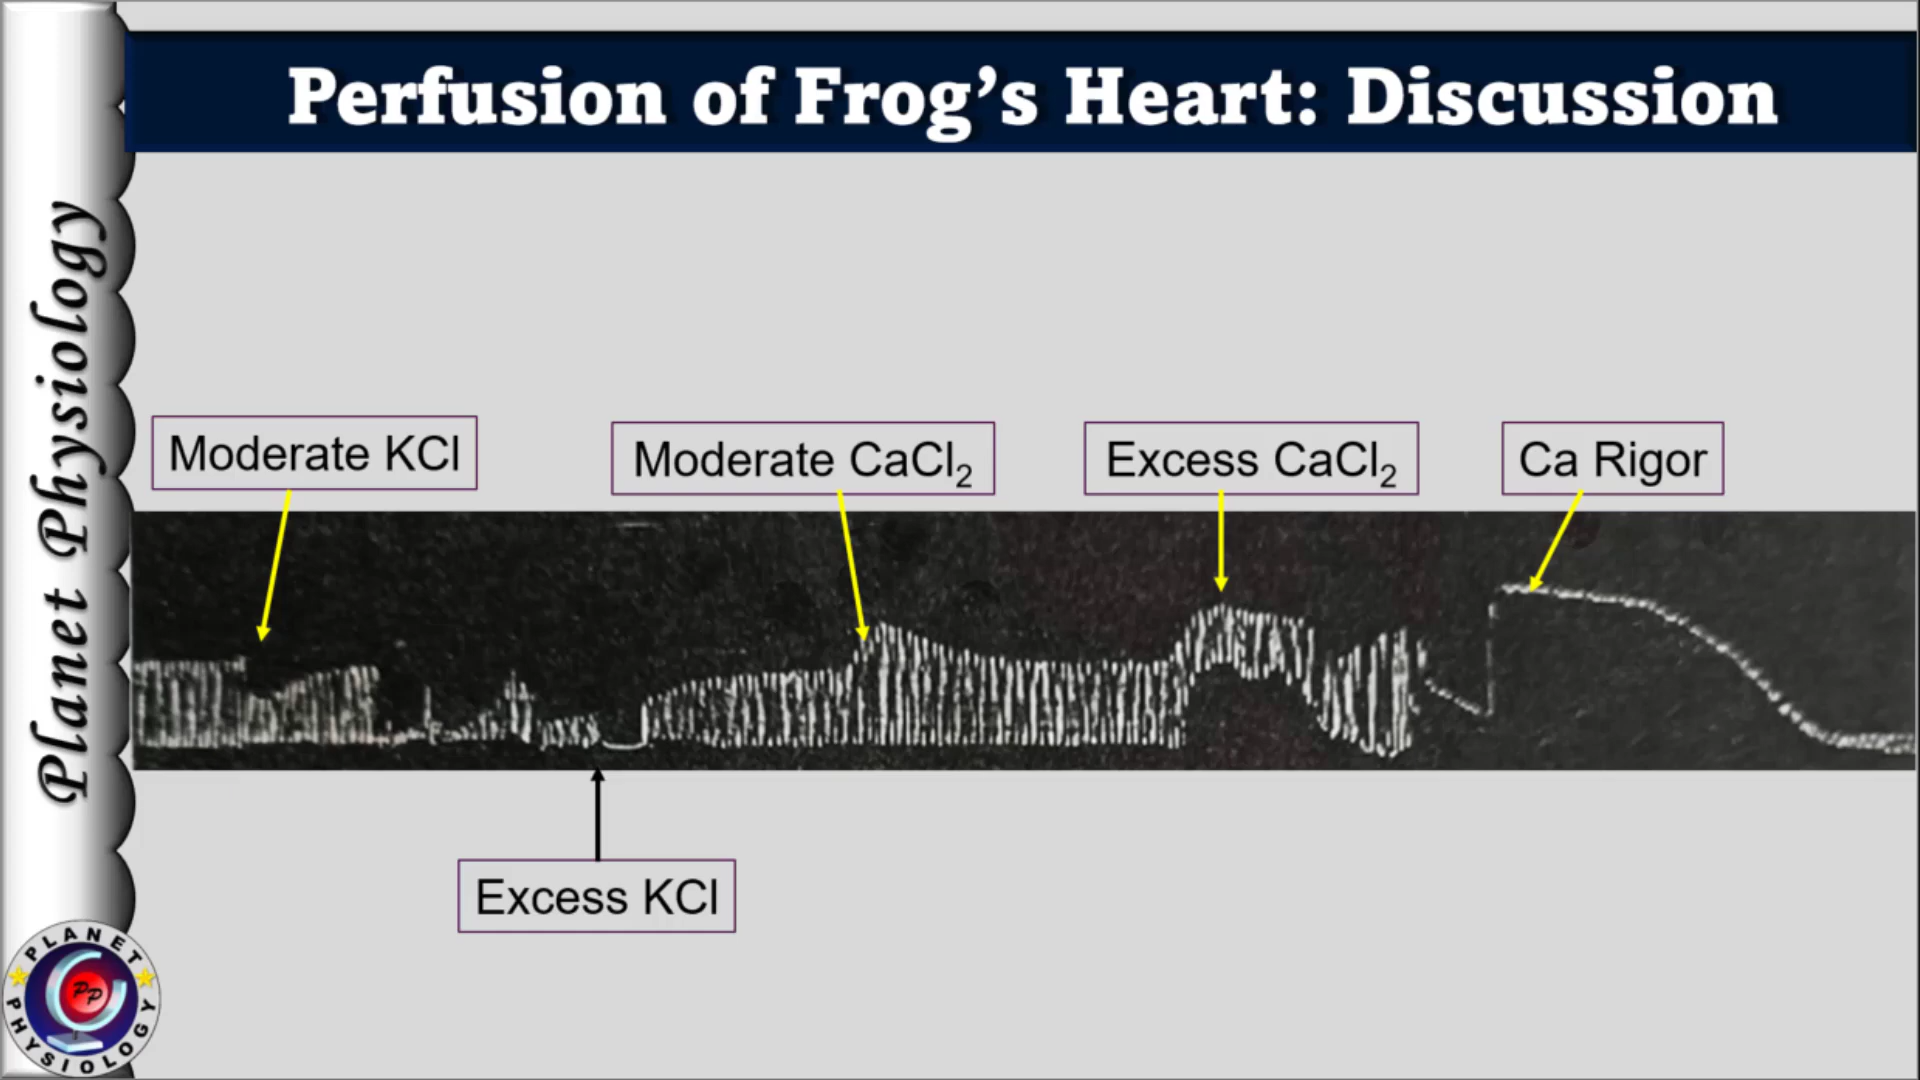 Perfusion of Frog's Heart: Discussion
Planet Physiology
Moderate KCl
Moderate CaCl₂
Excess CaCl₂
Ca Rigor
Excess KCl
PLANET
PP
PHYSIOLOGY